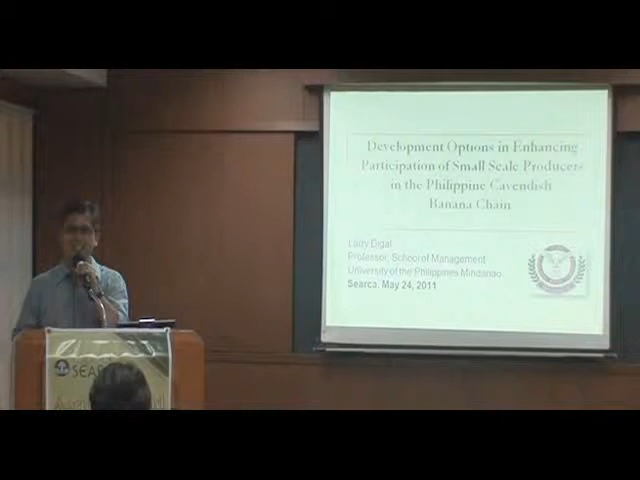 Development Options in Enhancing
Participation of Small Scale Producers
in the Philippine Cavendish
Banana Chain
Larry Digal
Professor, School of Management
University of the Philippines Mindanao
Searca. May 24, 2011
SEAR